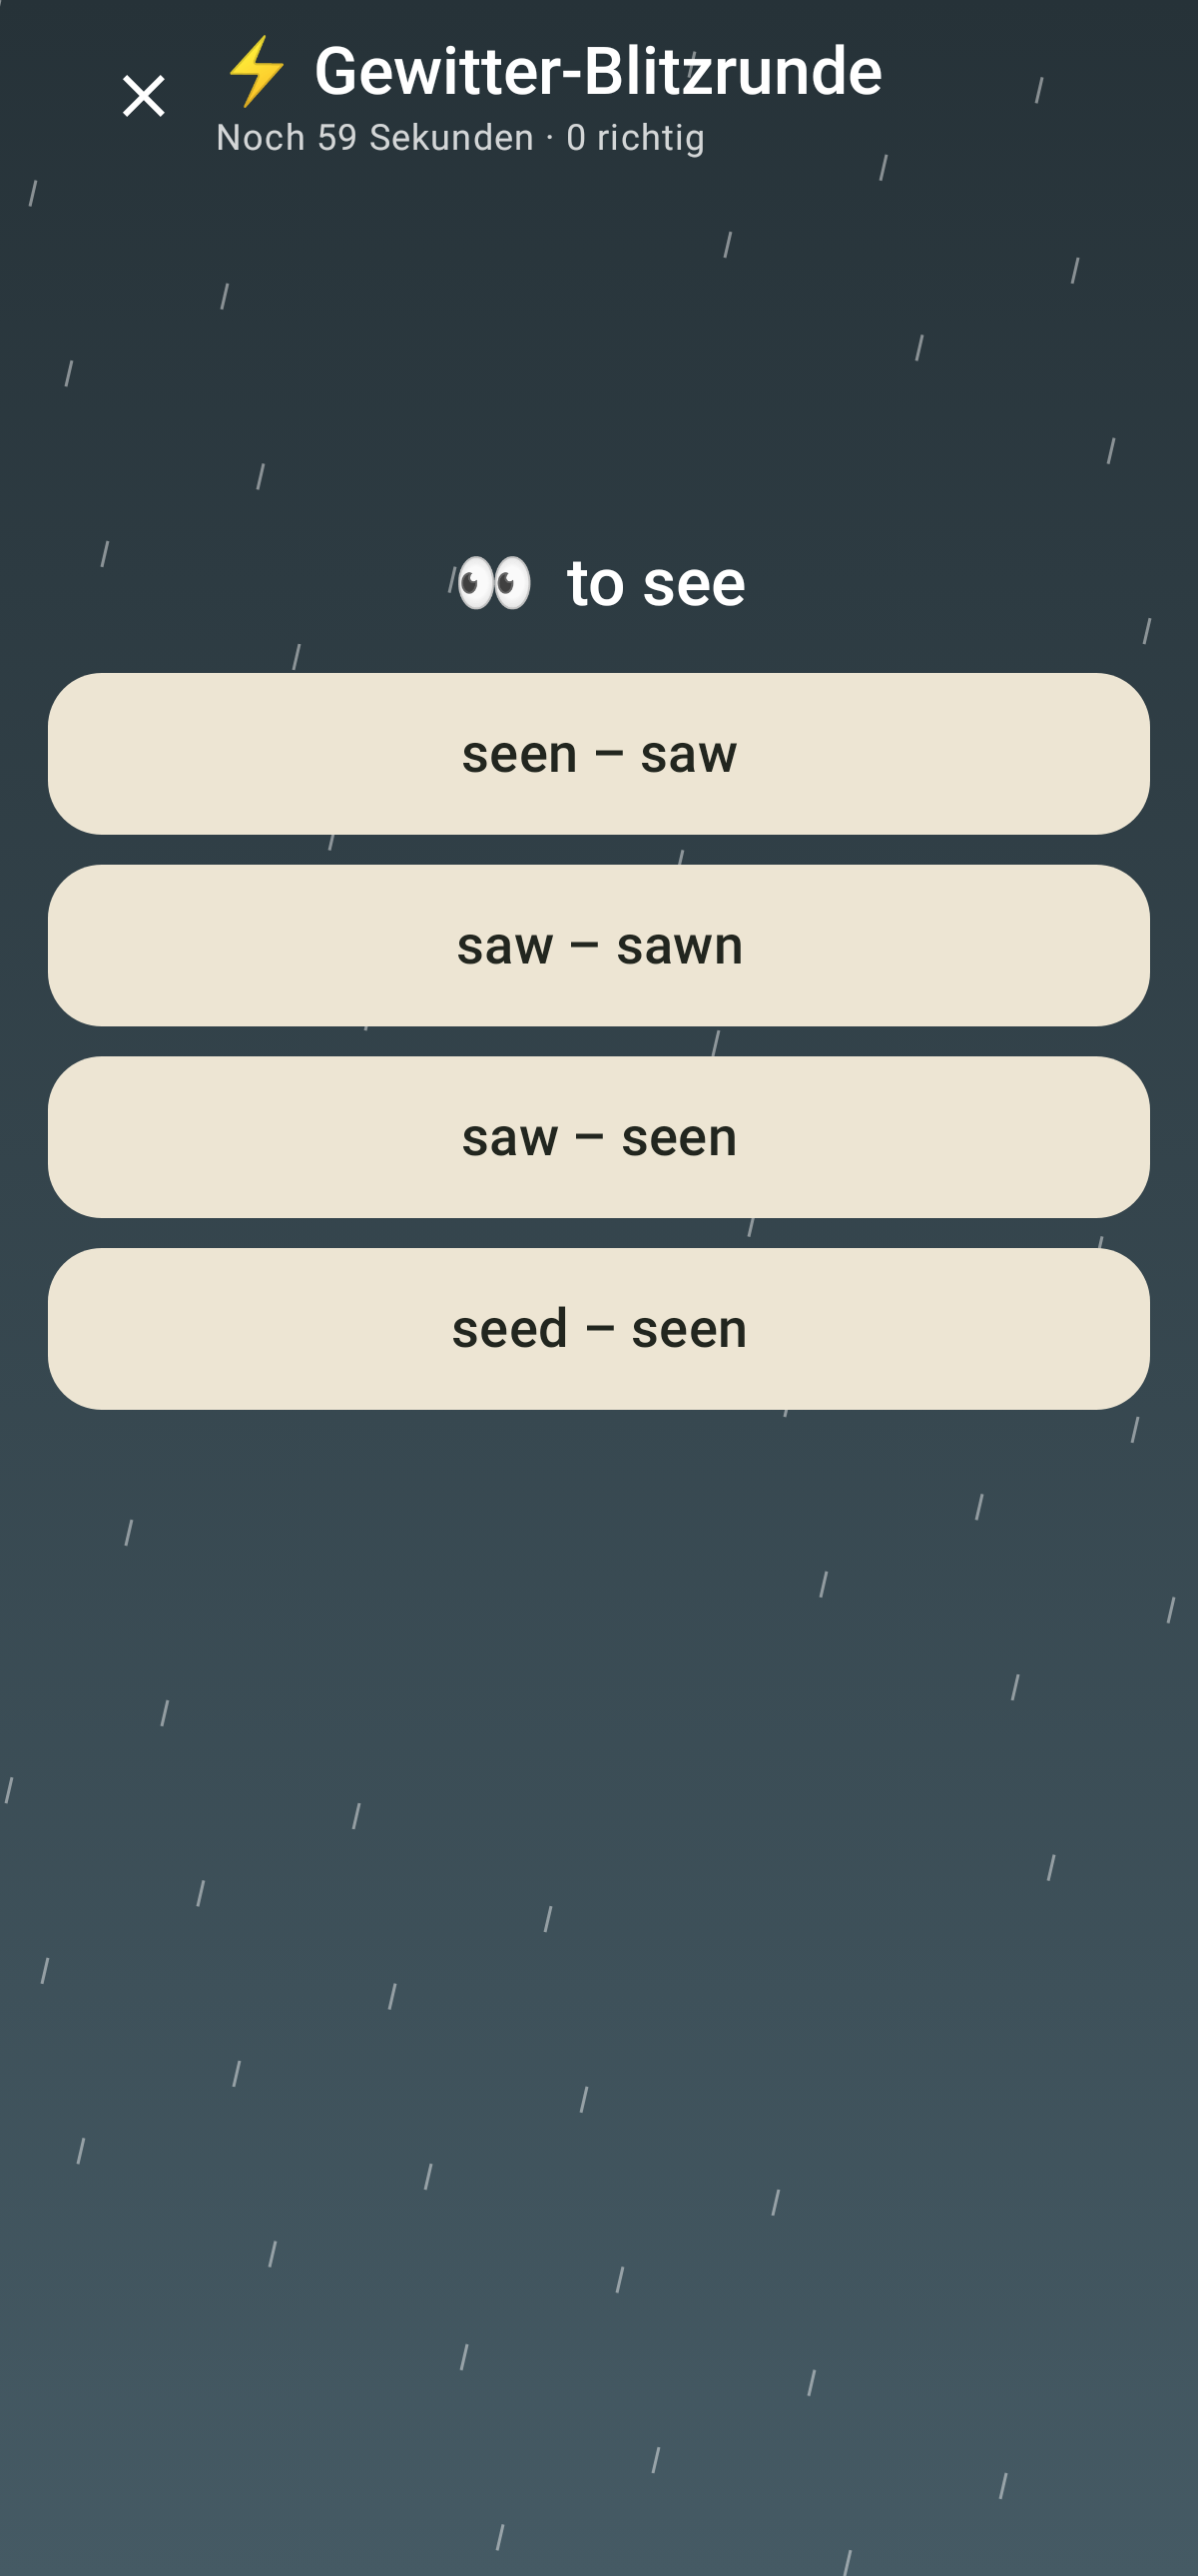 ⚡ Gewitter-Blitzrunde
Noch 59 Sekunden · 0 richtig
👀 to see
seen – saw
saw – sawn
saw – seen
seed – seen